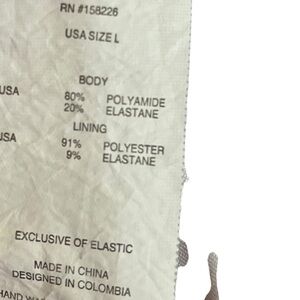 RN #158226
USA SIZE L
BODY
USA 80% POLYAMIDE
20% ELASTANE
LINING
USA 91% POLYESTER
9% ELASTANE
EXCLUSIVE OF ELASTIC
MADE IN CHINA
DESIGNED IN COLOMBIA
HAND